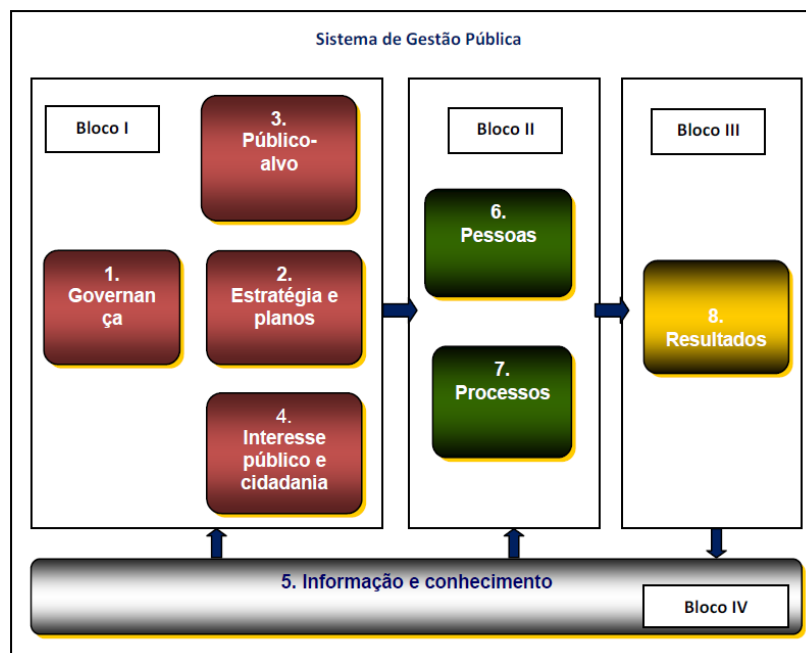 Sistema de Gestão Pública
Bloco I
3.
Público-
alvo
1.
Governan
ça
2.
Estratégia e
planos
4.
Interesse
público e
cidadania
Bloco II
6.
Pessoas
7.
Processos
Bloco III
8.
Resultados
5. Informação e conhecimento
Bloco IV